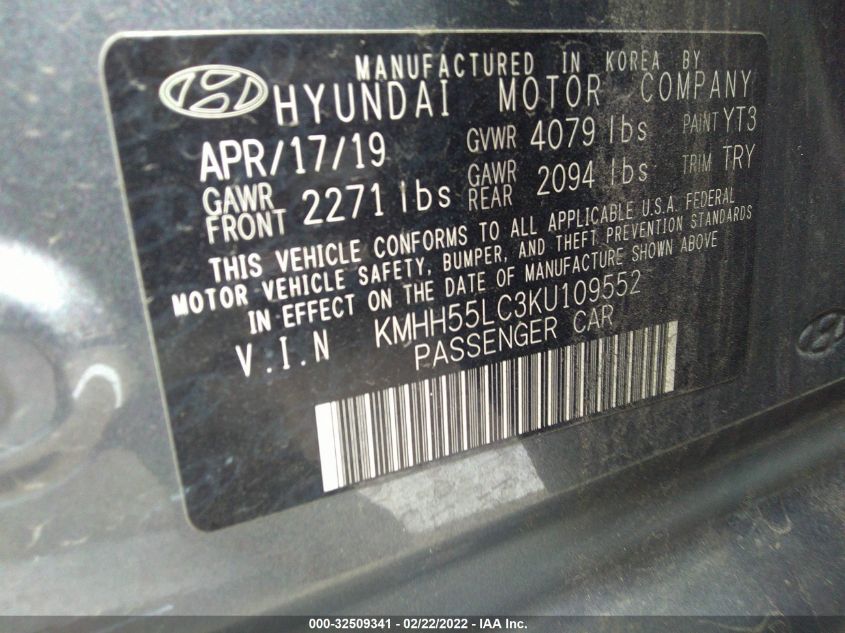 MANUFACTURED IN KOREA BY
HYUNDAI MOTOR COMPANY
APR/17/19 GVWR 4079 lbs PAINT YT3
GAWR FRONT 2271 lbs GAWR REAR 2094 lbs TRIM TRY
THIS VEHICLE CONFORMS TO ALL APPLICABLE U.S.A. FEDERAL
MOTOR VEHICLE SAFETY, BUMPER, AND THEFT PREVENTION STANDARDS
IN EFFECT ON THE DATE OF MANUFACTURE SHOWN ABOVE
V.I.N KMHH55LC3KU109552
PASSENGER CAR
000-32509341 - 02/22/2022 - IAA Inc.